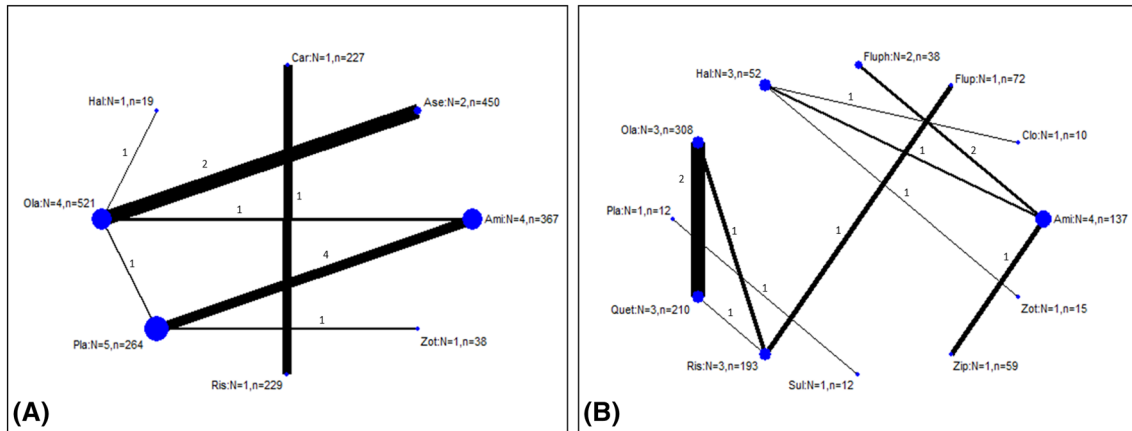 Car:N=1,n=227
Ase:N=2,n=450
Hal:N=1,n=19
1
2
Ola:N=4,n=521
1
1
Ami:N=4,n=367
1
4
1
Pla:N=5,n=264
Zot:N=1,n=38
Ris:N=1,n=229
(A)
Fluph:N=2,n=38
Hal:N=3,n=52
Flup:N=1,n=72
1
Ola:N=3,n=308
Clo:N=1,n=10
1
2
2
1
Pla:N=1,n=12
Ami:N=4,n=137
1
1
1
1
Quet:N=3,n=210
1
Zot:N=1,n=15
Ris:N=3,n=193
Zip:N=1,n=59
Sul:N=1,n=12
(B)